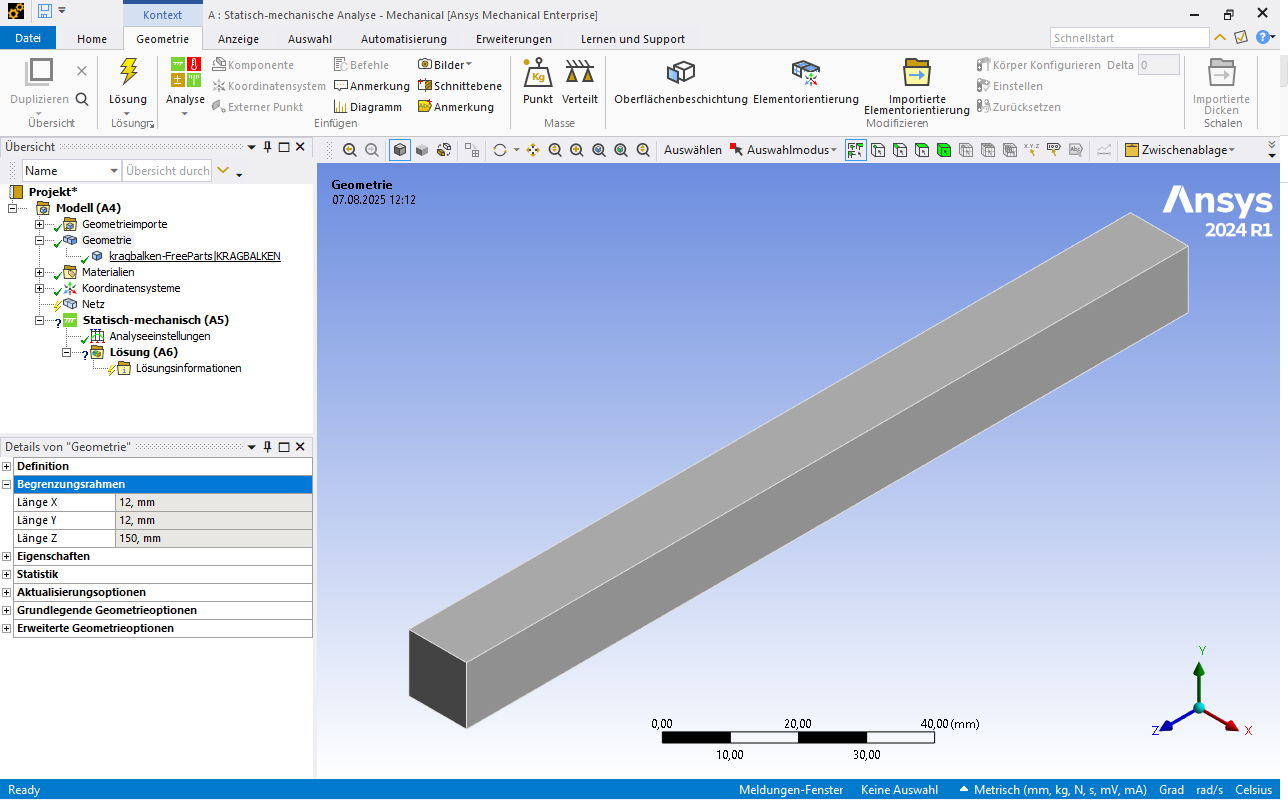 Kontext
A : Statisch-mechanische Analyse - Mechanical [Ansys Mechanical Enterprise]
Datei Home Geometrie Anzeige Auswahl Automatisierung Erweiterungen Lernen und Support
Schnellstart
Duplizieren
Übersicht
Lösung
Lösung
Analyse
Komponente
Koordinatensystem
Externer Punkt
Befehle
Anmerkung
Diagramm
Bilder
Schnittebene
Anmerkung
Einfügen
Punkt Verteilt
Masse
Oberflächenbeschichtung Elementorientierung
Importierte
Elementorientierung
Körper Konfigurieren Delta 0
Einstellen
Zurücksetzen
Modifizieren
Importierte
Dicken
Schalen
Übersicht
Name Übersicht durch
Auswählen Auswahlmodus Zwischenablage
Projekt*
Modell (A4)
Geometrieimporte
Geometrie
kragbalken-FreeParts|KRAGBALKEN
Materialien
Koordinatensysteme
Netz
Statisch-mechanisch (A5)
Analyseeinstellungen
Lösung (A6)
Lösungsinformationen
Details von "Geometrie"
Definition
Begrenzungsrahmen
Länge X 12, mm
Länge Y 12, mm
Länge Z 150, mm
Eigenschaften
Statistik
Aktualisierungsoptionen
Grundlegende Geometrieoptionen
Erweiterte Geometrieoptionen
Geometrie
07.08.2025 12:12
Ansys
2024 R1
0,00 20,00 40,00 (mm)
10,00 30,00
Y
Z X
Ready
Meldungen-Fenster Keine Auswahl Metrisch (mm, kg, N, s, mV, mA) Grad rad/s Celsius